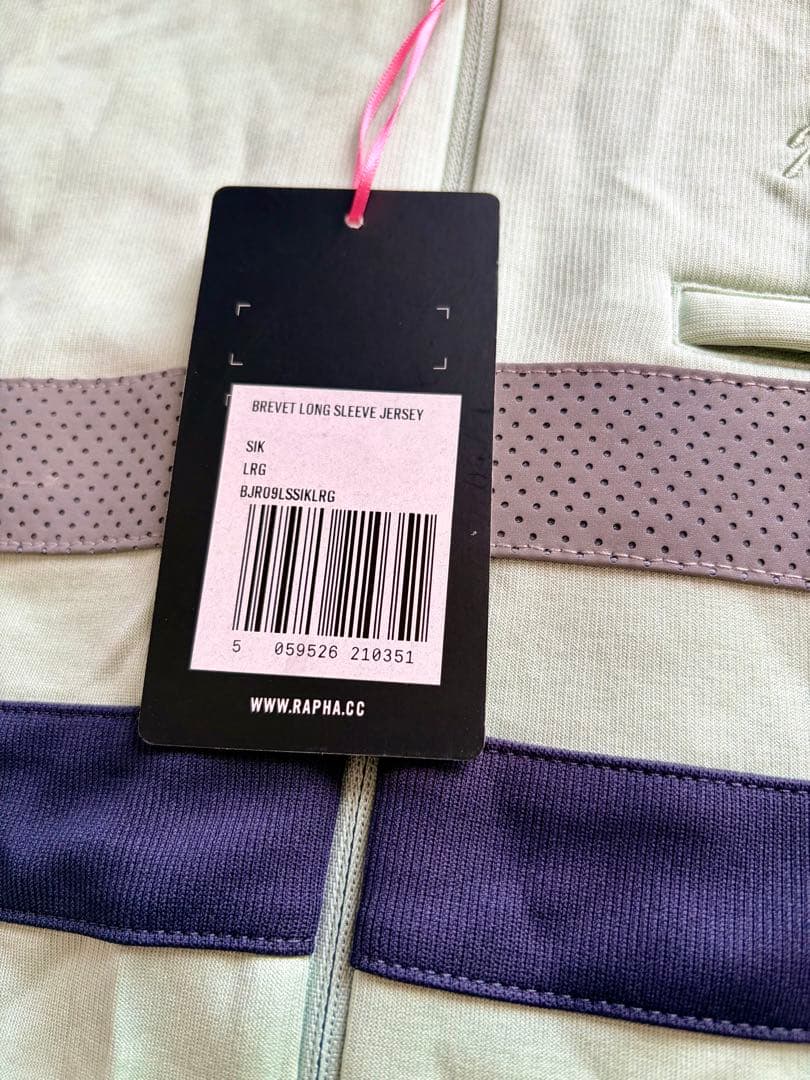 BREVET LONG SLEEVE JERSEY
SIK
LRG
BJR09LSSIKLRG
5 059526 210351
WWW.RAPHA.CC